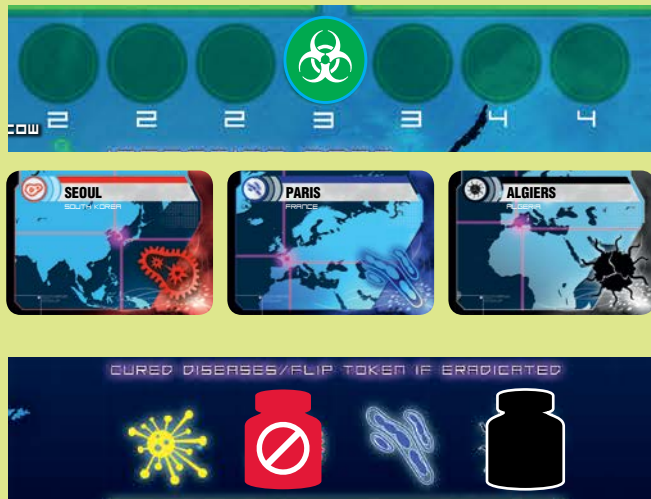 COW
2 2 2 3 3 4 4
SEOUL
SOUTH KOREA
PARIS
FRANCE
ALGIERS
ALGERIA
CURED DISEASES/FLIP TOKEN IF ERADICATED